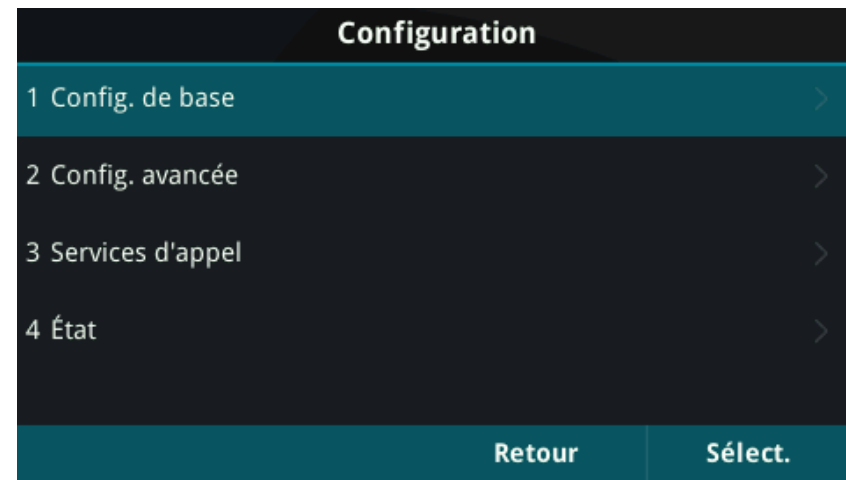 Configuration
1 Config. de base
2 Config. avancée
3 Services d'appel
4 État
Retour Sélect.